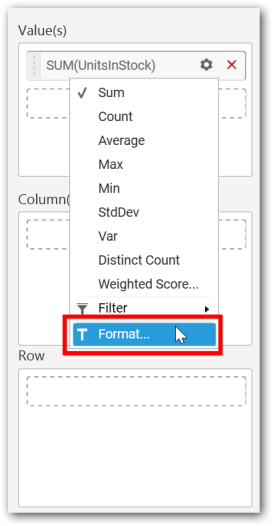 Value(s)
SUM(UnitsInStock)
Sum
Count
Average
Max
Min
StdDev
Var
Distinct Count
Weighted Score...
Column(
Filter
Format...
Row